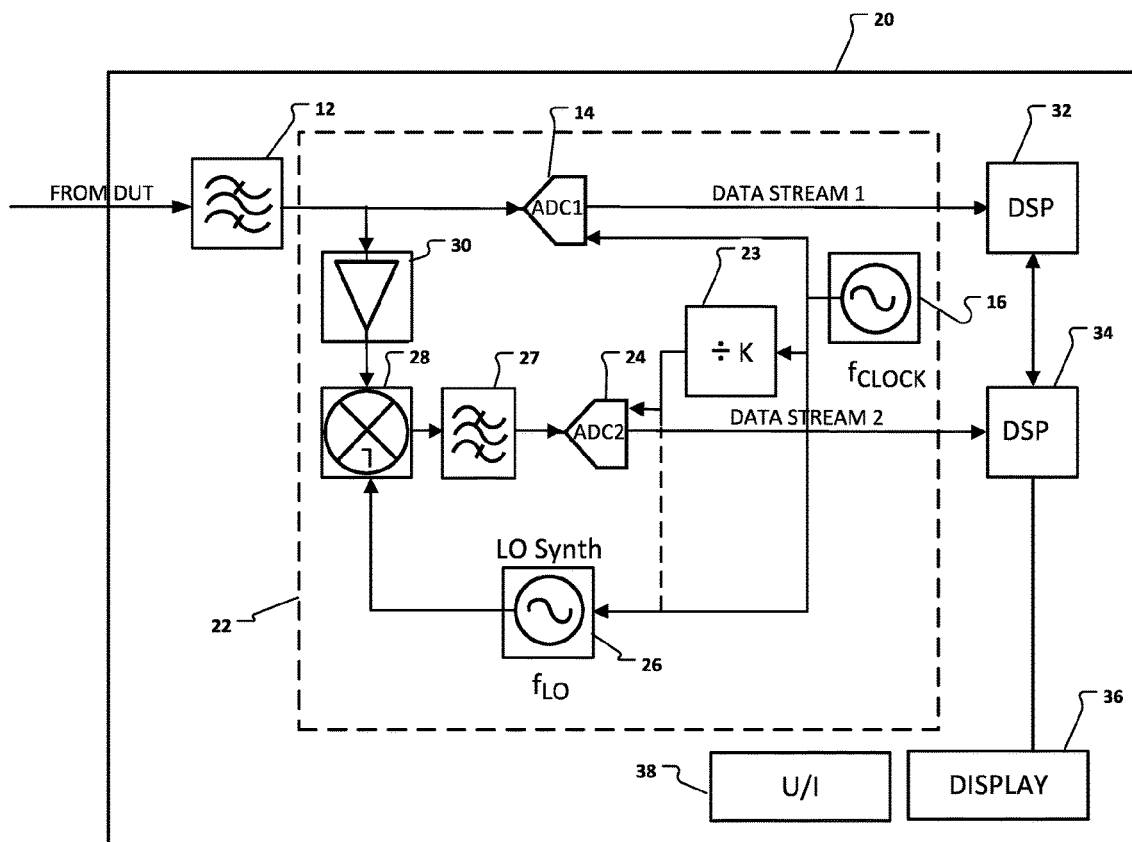 20
12
14
32
FROM DUT
ADC1
DATA STREAM 1
DSP
30
23
16
÷ K
fCLOCK
34
28
27
24
ADC2
DATA STREAM 2
DSP
LO Synth
22
26
fLO
36
38
U/I
DISPLAY